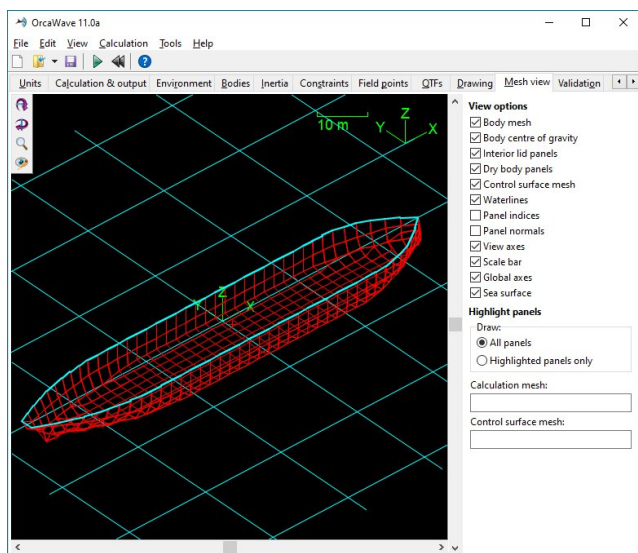 OrcaWave 11.0a
File Edit View Calculation Tools Help
Units Calculation & output Environment Bodies Inertia Constraints Field points QTFs Drawing Mesh view Validation
10 m
Z
Y X
Z
Y X
View options
Body mesh
Body centre of gravity
Interior lid panels
Dry body panels
Control surface mesh
Waterlines
Panel indices
Panel normals
View axes
Scale bar
Global axes
Sea surface
Highlight panels
Draw:
All panels
Highlighted panels only
Calculation mesh:
Control surface mesh: